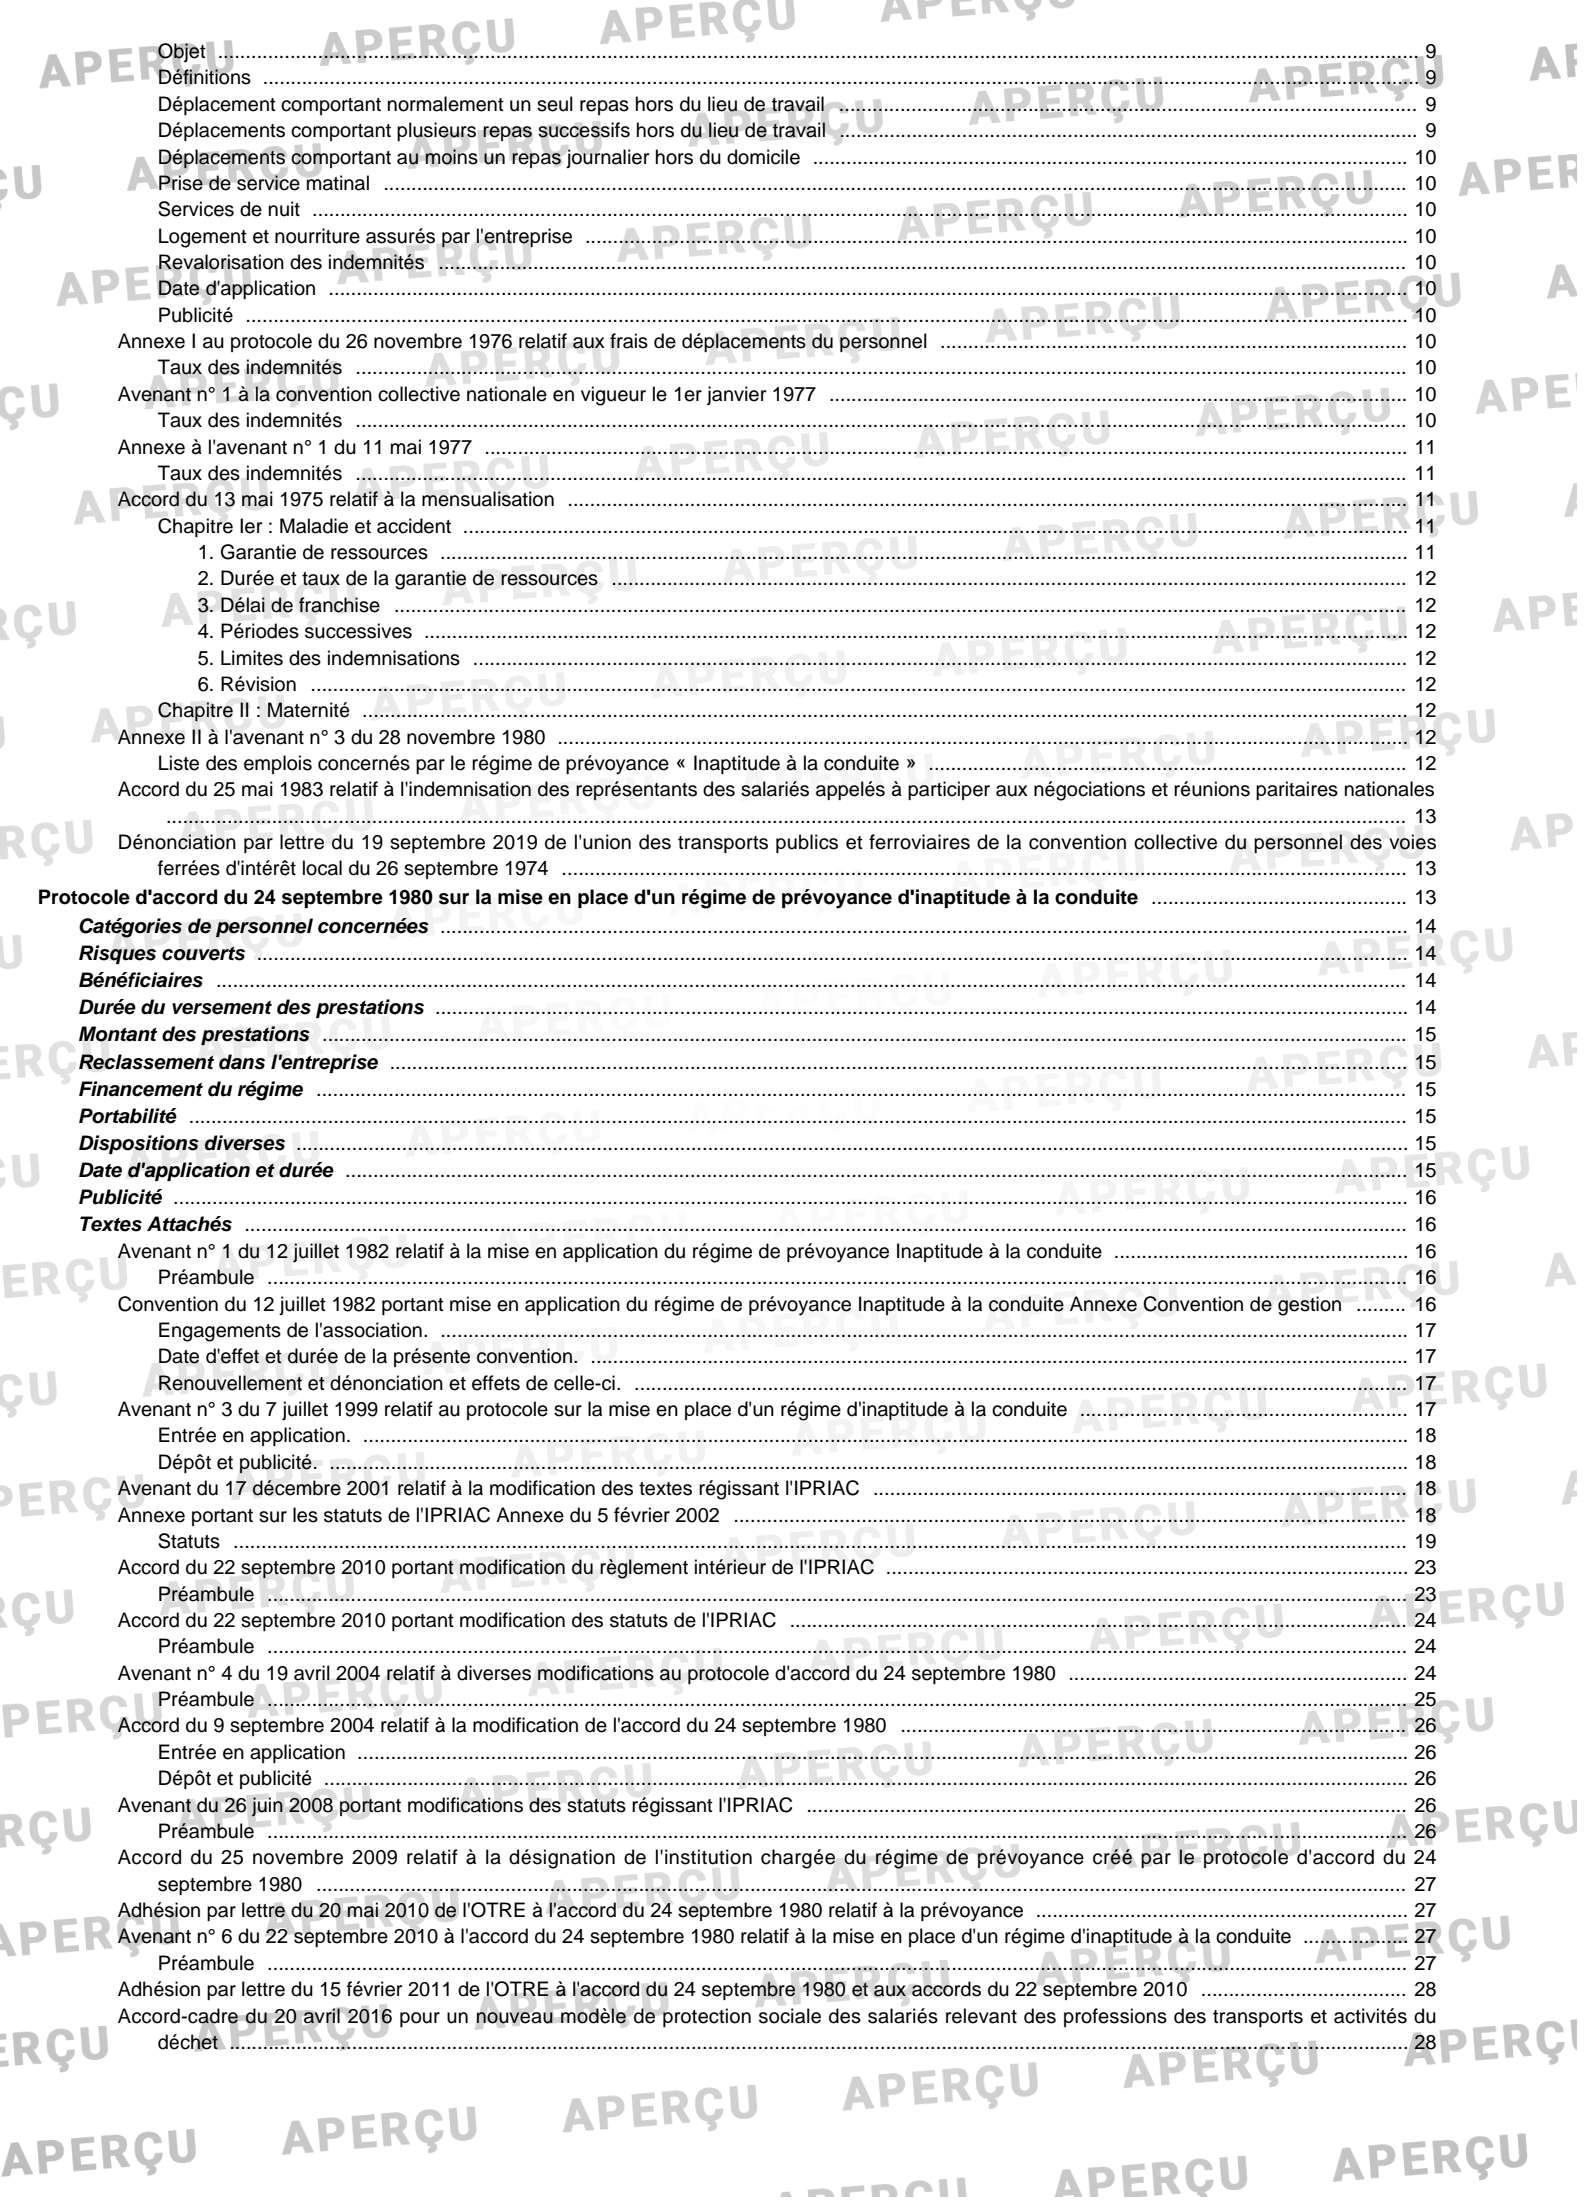 Objet ........ 9
Définitions ........ 9
Déplacement comportant normalement un seul repas hors du lieu de travail ........ 9
Déplacements comportant plusieurs repas successifs hors du lieu de travail ........ 9
Déplacements comportant au moins un repas journalier hors du domicile ........ 10
Prise de service matinal ........ 10
Services de nuit ........ 10
Logement et nourriture assurés par l'entreprise ........ 10
Revalorisation des indemnités ........ 10
Date d'application ........ 10
Publicité ........ 10
Annexe I au protocole du 26 novembre 1976 relatif aux frais de déplacements du personnel ........ 10
Taux des indemnités ........ 10
Avenant n° 1 à la convention collective nationale en vigueur le 1er janvier 1977 ........ 10
Taux des indemnités ........ 10
Annexe à l'avenant n° 1 du 11 mai 1977 ........ 11
Taux des indemnités ........ 11
Accord du 13 mai 1975 relatif à la mensualisation ........ 11
Chapitre Ier : Maladie et accident ........ 11
1. Garantie de ressources ........ 11
2. Durée et taux de la garantie de ressources ........ 12
3. Délai de franchise ........ 12
4. Périodes successives ........ 12
5. Limites des indemnisations ........ 12
6. Révision ........ 12
Chapitre II : Maternité ........ 12
Annexe II à l'avenant n° 3 du 28 novembre 1980 ........ 12
Liste des emplois concernés par le régime de prévoyance « Inaptitude à la conduite » ........ 12
Accord du 25 mai 1983 relatif à l'indemnisation des représentants des salariés appelés à participer aux négociations et réunions paritaires nationales
........ 13
Dénonciation par lettre du 19 septembre 2019 de l'union des transports publics et ferroviaires de la convention collective du personnel des voies
ferrées d'intérêt local du 26 septembre 1974 ........ 13
Protocole d'accord du 24 septembre 1980 sur la mise en place d'un régime de prévoyance d'inaptitude à la conduite ........ 13
Catégories de personnel concernées ........ 14
Risques couverts ........ 14
Bénéficiaires ........ 14
Durée du versement des prestations ........ 14
Montant des prestations ........ 15
Reclassement dans l'entreprise ........ 15
Financement du régime ........ 15
Portabilité ........ 15
Dispositions diverses ........ 15
Date d'application et durée ........ 15
Publicité ........ 16
Textes Attachés ........ 16
Avenant n° 1 du 12 juillet 1982 relatif à la mise en application du régime de prévoyance Inaptitude à la conduite ........ 16
Préambule ........ 16
Convention du 12 juillet 1982 portant mise en application du régime de prévoyance Inaptitude à la conduite Annexe Convention de gestion ........ 16
Engagements de l'association. ........ 17
Date d'effet et durée de la présente convention. ........ 17
Renouvellement et dénonciation et effets de celle-ci. ........ 17
Avenant n° 3 du 7 juillet 1999 relatif au protocole sur la mise en place d'un régime d'inaptitude à la conduite ........ 17
Entrée en application. ........ 18
Dépôt et publicité. ........ 18
Avenant du 17 décembre 2001 relatif à la modification des textes régissant l'IPRIAC ........ 18
Annexe portant sur les statuts de l'IPRIAC Annexe du 5 février 2002 ........ 18
Statuts ........ 19
Accord du 22 septembre 2010 portant modification du règlement intérieur de l'IPRIAC ........ 23
Préambule ........ 23
Accord du 22 septembre 2010 portant modification des statuts de l'IPRIAC ........ 24
Préambule ........ 24
Avenant n° 4 du 19 avril 2004 relatif à diverses modifications au protocole d'accord du 24 septembre 1980 ........ 24
Préambule ........ 25
Accord du 9 septembre 2004 relatif à la modification de l'accord du 24 septembre 1980 ........ 26
Entrée en application ........ 26
Dépôt et publicité ........ 26
Avenant du 26 juin 2008 portant modifications des statuts régissant l'IPRIAC ........ 26
Préambule ........ 26
Accord du 25 novembre 2009 relatif à la désignation de l'institution chargée du régime de prévoyance créé par le protocole d'accord du 24
septembre 1980 ........ 27
Adhésion par lettre du 20 mai 2010 de l'OTRE à l'accord du 24 septembre 1980 relatif à la prévoyance ........ 27
Avenant n° 6 du 22 septembre 2010 à l'accord du 24 septembre 1980 relatif à la mise en place d'un régime d'inaptitude à la conduite ........ 27
Préambule ........ 27
Adhésion par lettre du 15 février 2011 de l'OTRE à l'accord du 24 septembre 1980 et aux accords du 22 septembre 2010 ........ 28
Accord-cadre du 20 avril 2016 pour un nouveau modèle de protection sociale des salariés relevant des professions des transports et activités du
déchet ........ 28
APERÇU